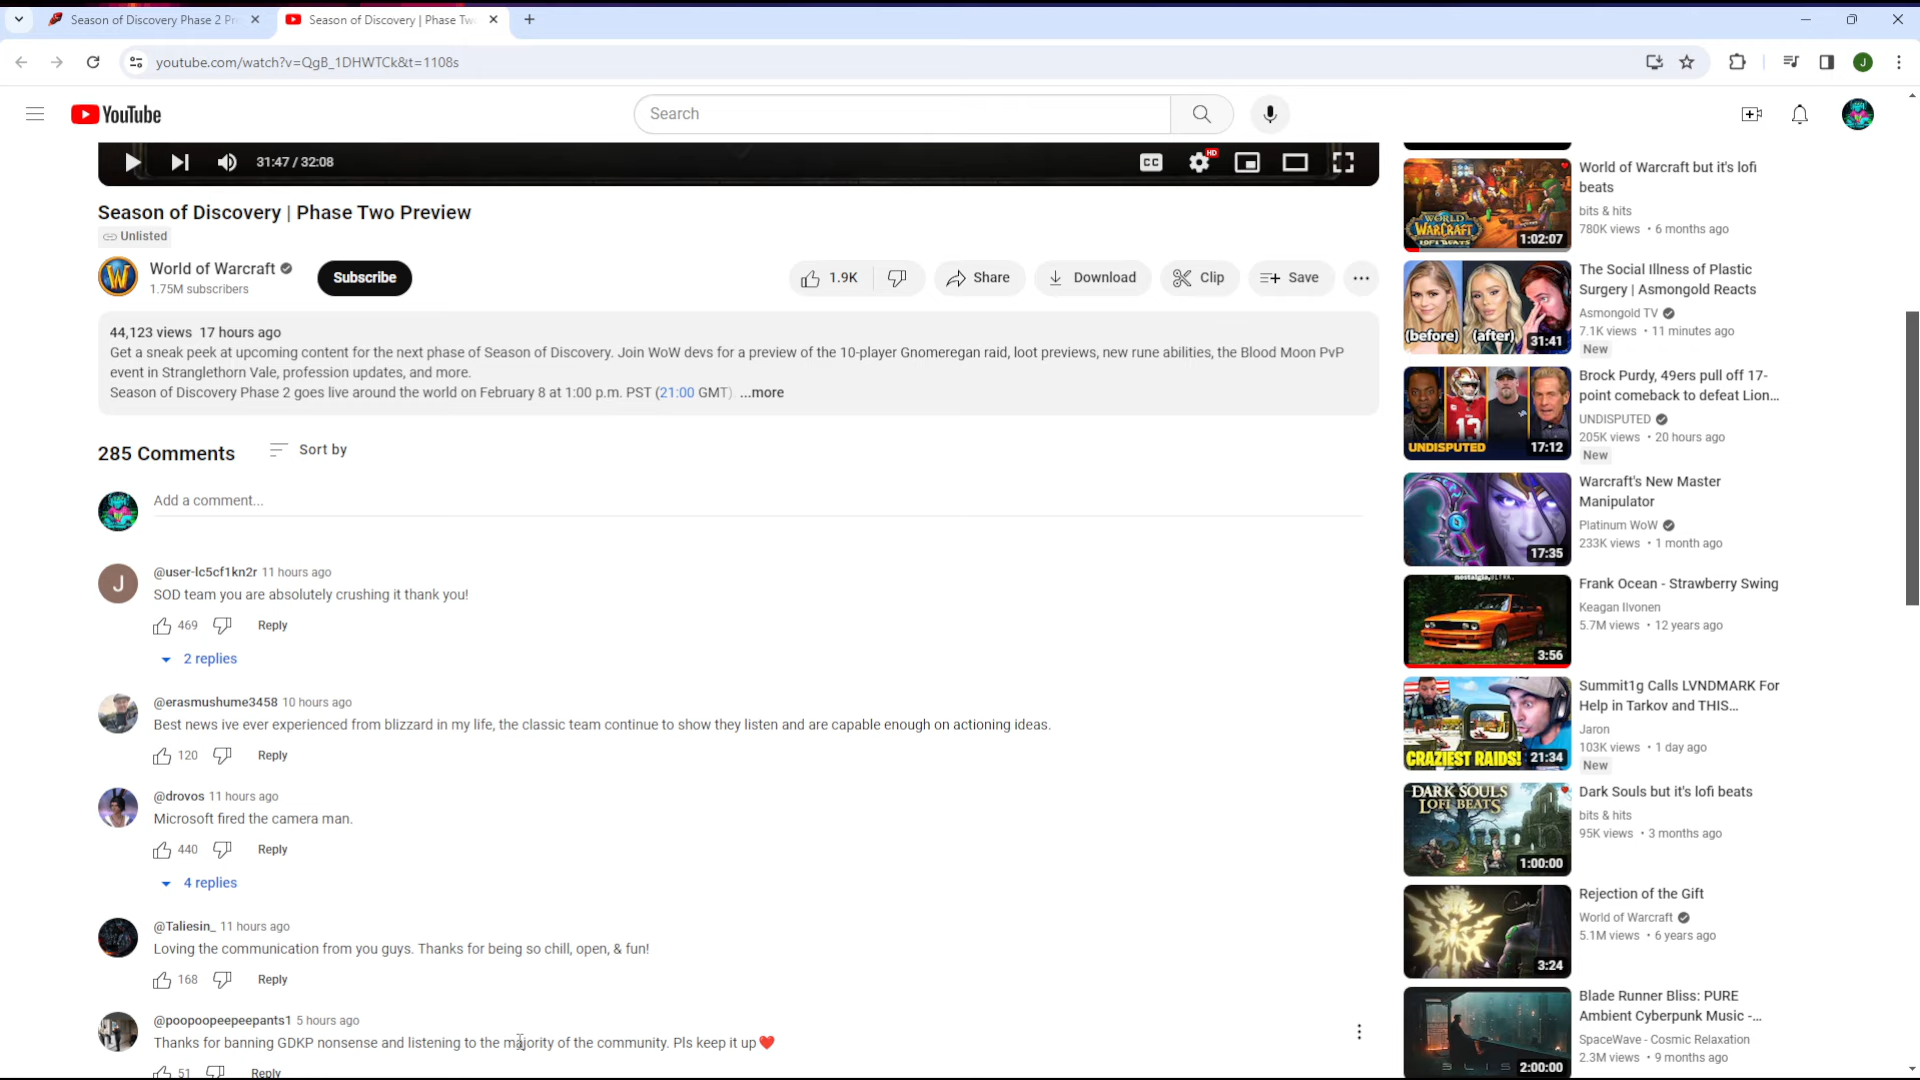 Season of Discovery Phase 2 Pr
Season of Discovery | Phase Tw
youtube.com/watch?v=QgB_1DHWTCk&t=1108s
J
YouTube
Search
31:47 / 32:08
CC
HD
Season of Discovery | Phase Two Preview
Unlisted
World of Warcraft
1.75M subscribers
Subscribe
1.9K
Share
Download
Clip
Save
44,123 views 17 hours ago
Get a sneak peek at upcoming content for the next phase of Season of Discovery. Join WoW devs for a preview of the 10-player Gnomeregan raid, loot previews, new rune abilities, the Blood Moon PvP
event in Stranglethorn Vale, profession updates, and more.
Season of Discovery Phase 2 goes live around the world on February 8 at 1:00 p.m. PST (21:00 GMT) ...more
285 Comments
Sort by
Add a comment...
J
@user-lc5cf1kn2r 11 hours ago
SOD team you are absolutely crushing it thank you!
469
Reply
2 replies
@erasmushume3458 10 hours ago
Best news ive ever experienced from blizzard in my life, the classic team continue to show they listen and are capable enough on actioning ideas.
120
Reply
@drovos 11 hours ago
Microsoft fired the camera man.
440
Reply
4 replies
@Taliesin_ 11 hours ago
Loving the communication from you guys. Thanks for being so chill, open, & fun!
168
Reply
@poopoopeepeepants1 5 hours ago
Thanks for banning GDKP nonsense and listening to the majority of the community. Pls keep it up❤️
51
Reply
WORLD OF
WARCRAFT
LOFI BEATS
1:02:07
World of Warcraft but it's lofi
beats
bits & hits
780K views • 6 months ago
(before)
(after)
31:41
The Social Illness of Plastic
Surgery | Asmongold Reacts
Asmongold TV
7.1K views • 11 minutes ago
New
13
UNDISPUTED
17:12
Brock Purdy, 49ers pull off 17-
point comeback to defeat Lion...
UNDISPUTED
205K views • 20 hours ago
New
17:35
Warcraft's New Master
Manipulator
Platinum WoW
233K views • 1 month ago
nostalgia,ULTRA.
3:56
Frank Ocean - Strawberry Swing
Keagan Ilvonen
5.7M views • 12 years ago
CRAZIEST RAIDS!
21:34
Summit1g Calls LVNDMARK For
Help in Tarkov and THIS...
Jaron
103K views • 1 day ago
New
DARK SOULS
LOFI BEATS
1:00:00
Dark Souls but it's lofi beats
bits & hits
95K views • 3 months ago
3:24
Rejection of the Gift
World of Warcraft
5.1M views • 6 years ago
BLISS
2:00:00
Blade Runner Bliss: PURE
Ambient Cyberpunk Music -...
SpaceWave - Cosmic Relaxation
2.3M views • 9 months ago